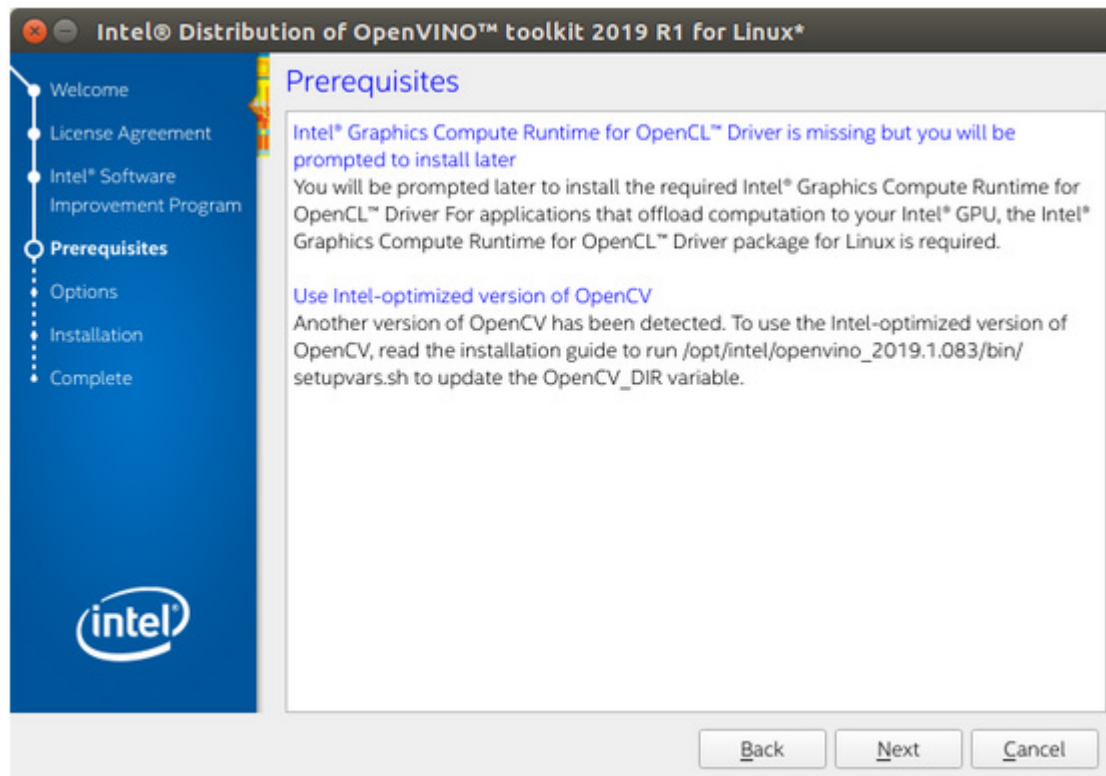 Intel® Distribution of OpenVINO™ toolkit 2019 R1 for Linux*
Welcome
License Agreement
Intel® Software
Improvement Program
Prerequisites
Options
Installation
Complete
intel®
Prerequisites
Intel® Graphics Compute Runtime for OpenCL™ Driver is missing but you will be
prompted to install later
You will be prompted later to install the required Intel® Graphics Compute Runtime for
OpenCL™ Driver For applications that offload computation to your Intel® GPU, the Intel®
Graphics Compute Runtime for OpenCL™ Driver package for Linux is required.
Use Intel-optimized version of OpenCV
Another version of OpenCV has been detected. To use the Intel-optimized version of
OpenCV, read the installation guide to run /opt/intel/openvino_2019.1.083/bin/
setupvars.sh to update the OpenCV_DIR variable.
Back
Next
Cancel